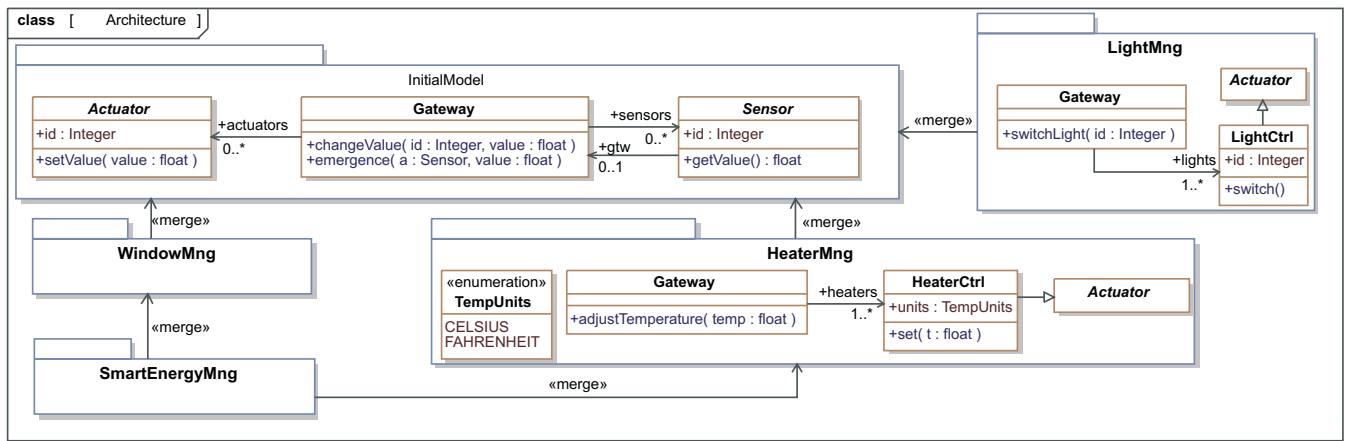 class [ Architecture ]
InitialModel
Actuator
+id : Integer
+setValue( value : float )
+actuators
0..*
Gateway
+changeValue( id : Integer, value : float )
+emergence( a : Sensor, value : float )
+sensors
0..*
+gtw
0..1
Sensor
+id : Integer
+getValue() : float
«merge»
LightMng
Gateway
+switchLight( id : Integer )
Actuator
LightCtrl
+id : Integer
+switch()
+lights
1..*
«merge»
WindowMng
«merge»
HeaterMng
«enumeration»
TempUnits
CELSIUS
FAHRENHEIT
Gateway
+adjustTemperature( temp : float )
+heaters
1..*
HeaterCtrl
+units : TempUnits
+set( t : float )
Actuator
«merge»
SmartEnergyMng
«merge»